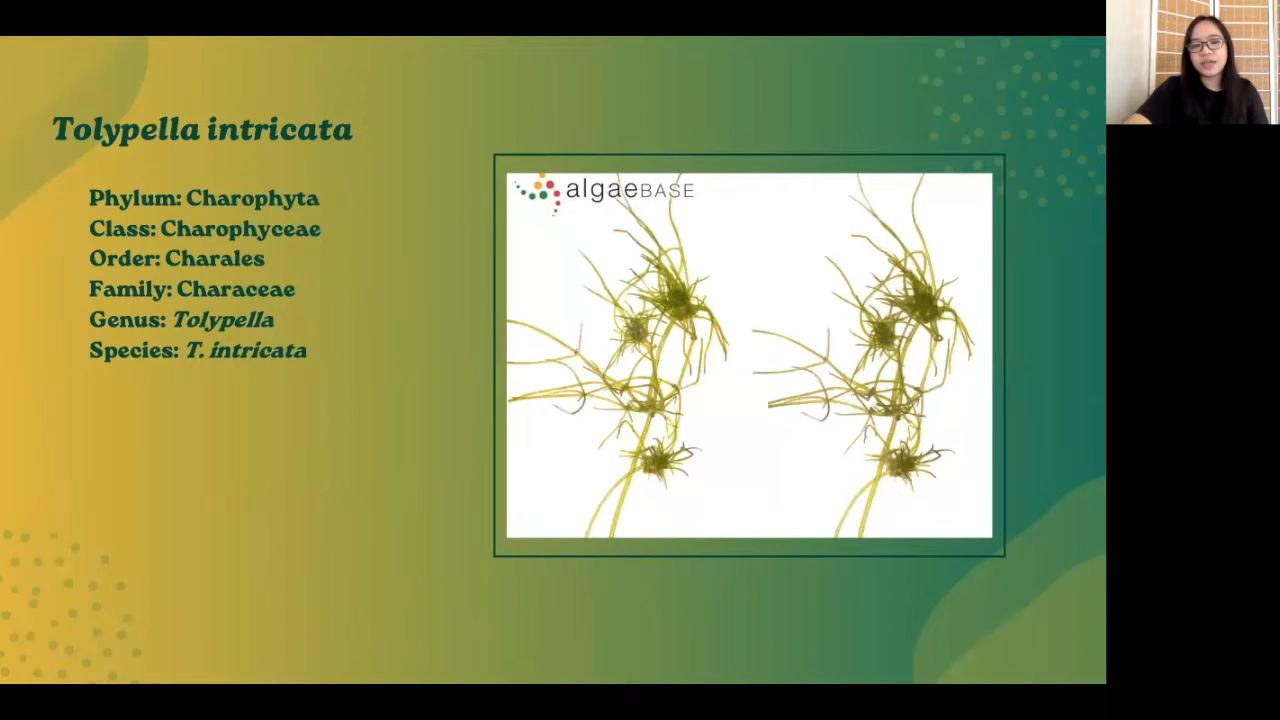 Tolypella intricata
Phylum: Charophyta
Class: Charophyceae
Order: Charales
Family: Characeae
Genus: Tolypella
Species: T. intricata
algaeBASE